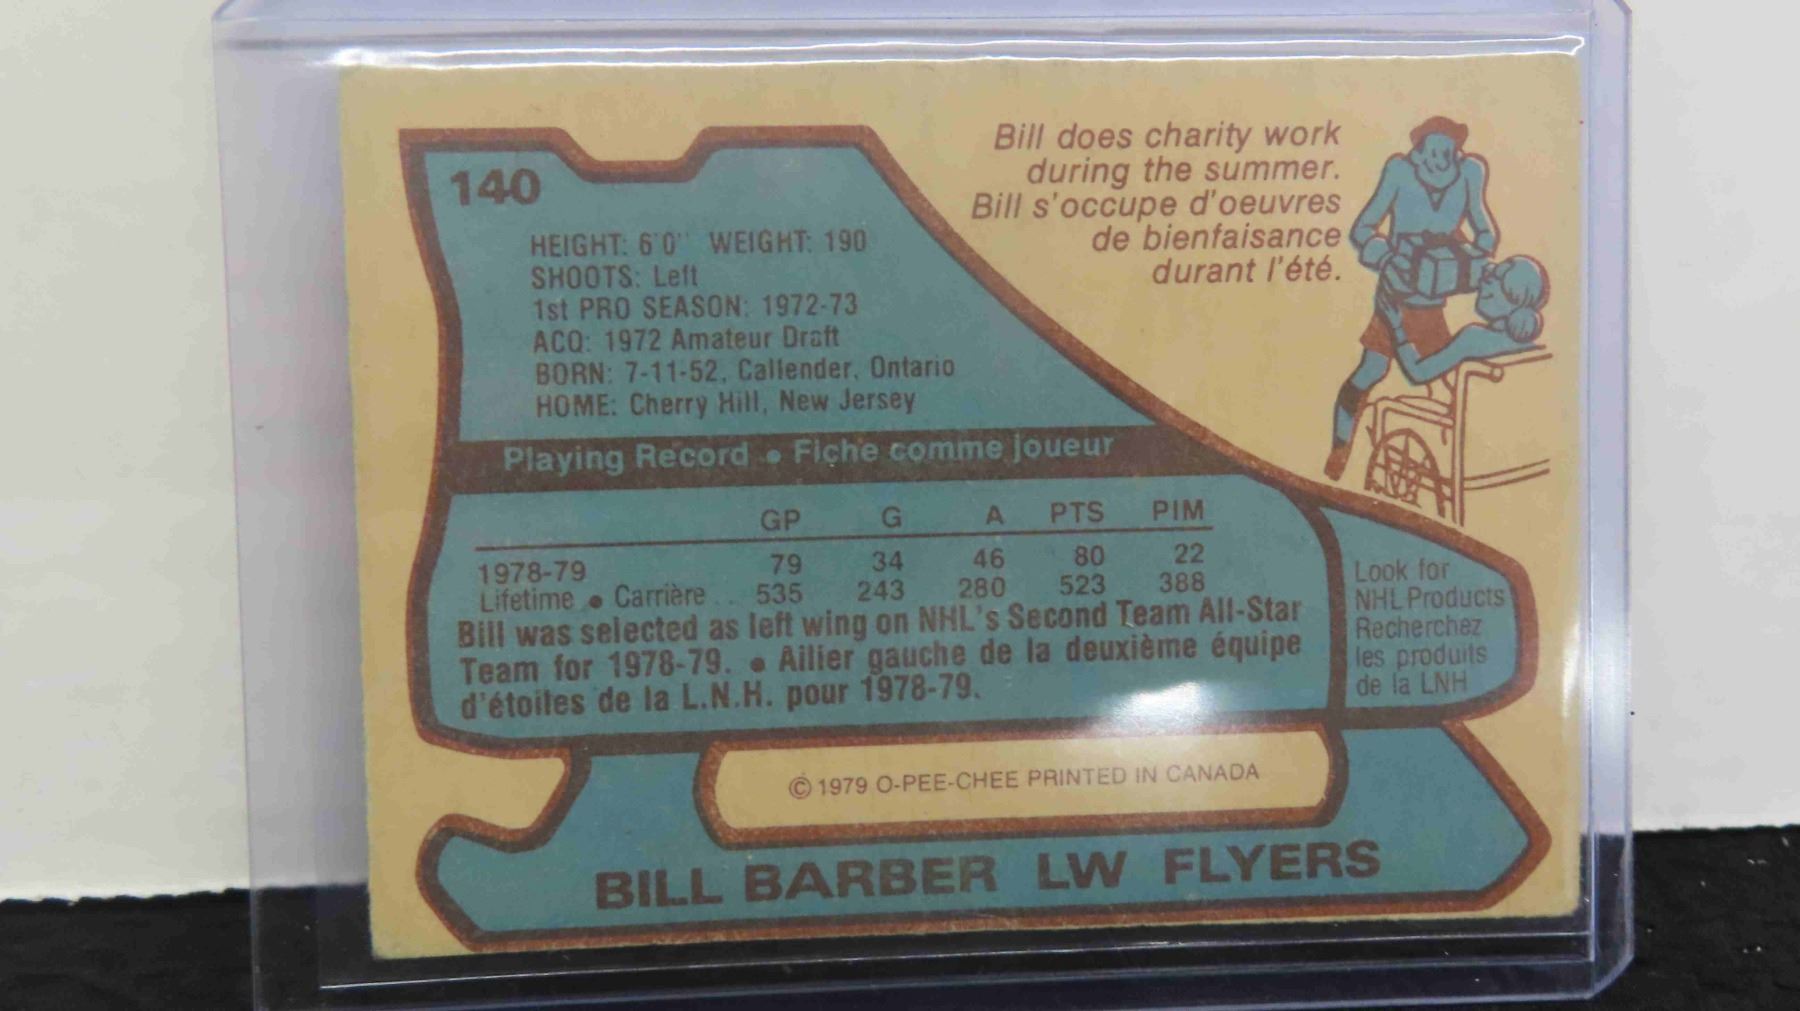 140
Bill does charity work
during the summer.
Bill s'occupe d'oeuvres
de bienfaisance
durant l'été.
HEIGHT: 6'0" WEIGHT: 190
SHOOTS: Left
1st PRO SEASON: 1972-73
ACQ: 1972 Amateur Draft
BORN: 7-11-52, Callender, Ontario
HOME: Cherry Hill, New Jersey
Playing Record • Fiche comme joueur
GP G A PTS PIM
1978-79 79 34 46 80 22
Lifetime • Carrière .. 535 243 280 523 388
Bill was selected as left wing on NHL's Second Team All-Star
Team for 1978-79. • Ailier gauche de la deuxième équipe
d'étoiles de la L.N.H. pour 1978-79.
Look for
NHL Products
Recherchez
les produits
de la LNH
© 1979 O-PEE-CHEE PRINTED IN CANADA
BILL BARBER LW FLYERS